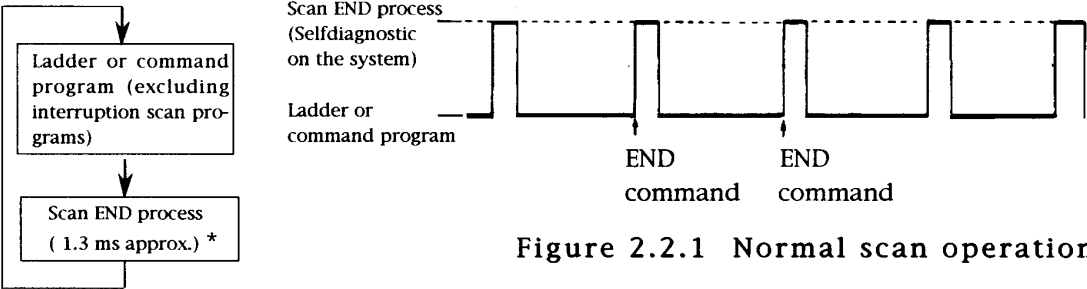 Ladder or command
program (excluding
interruption scan pro-
grams)
Scan END process
( 1.3 ms approx.) *
Scan END process
(Selfdiagnostic
on the system)
Ladder or
command program
END
command
END
command
Figure 2.2.1 Normal scan operation